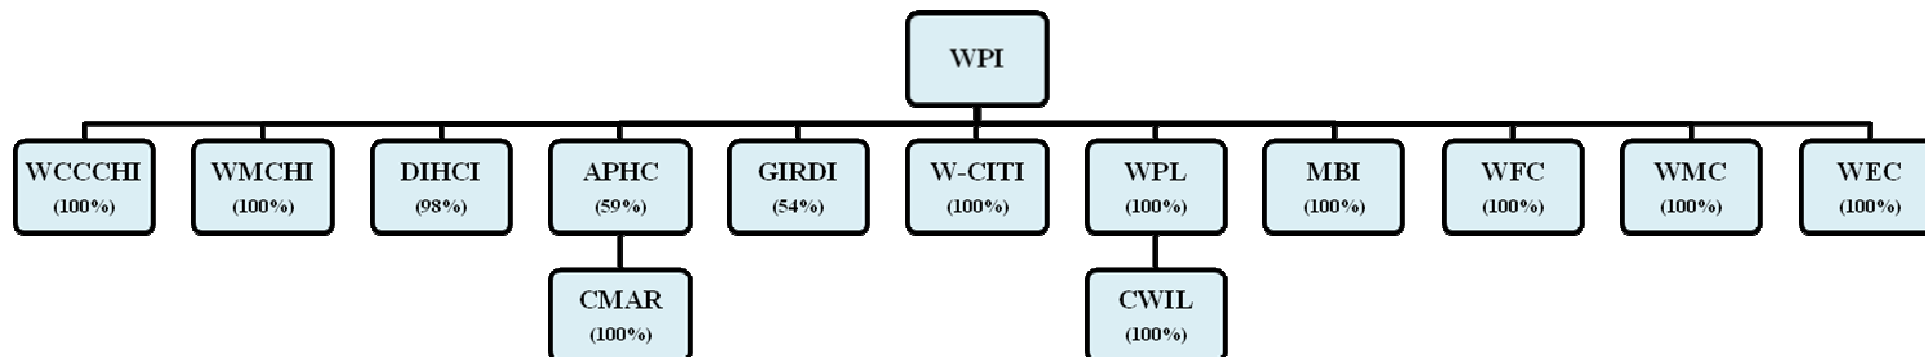 WPI
WCCCHI
(100%)
WMCHI
(100%)
DIHCI
(98%)
APHC
(59%)
GIRDI
(54%)
W-CITI
(100%)
WPL
(100%)
MBI
(100%)
WFC
(100%)
WMC
(100%)
WEC
(100%)
CMAR
(100%)
CWIL
(100%)